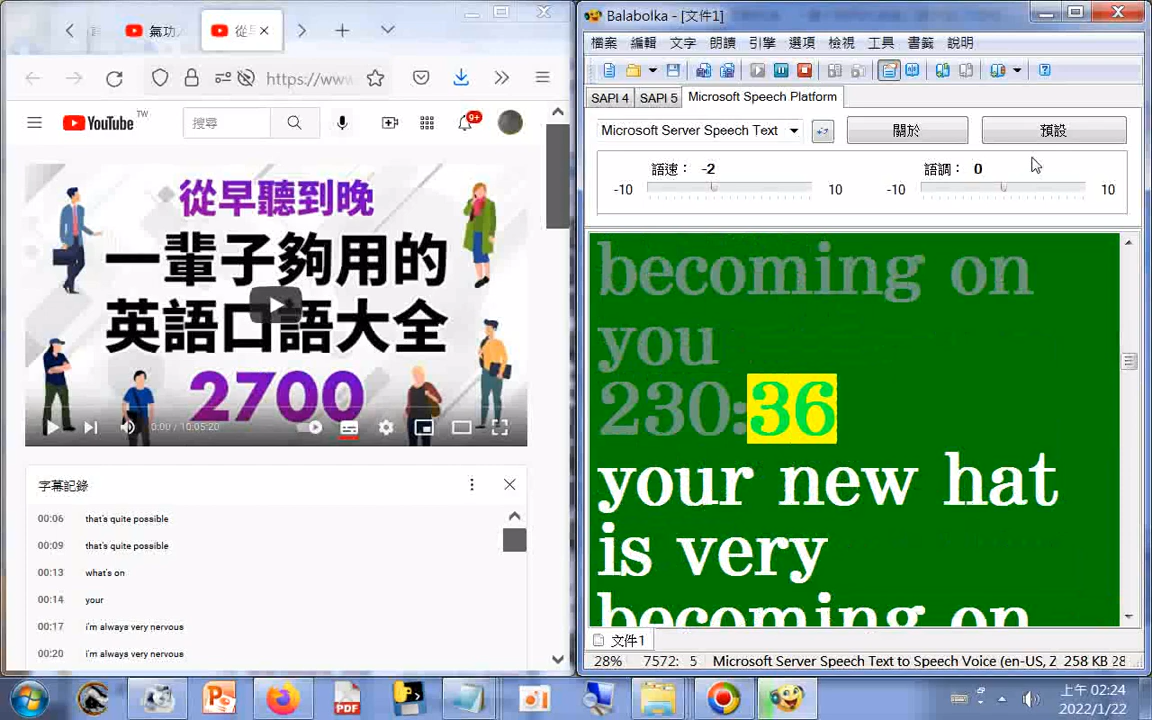 氣功
從早
https://www
YouTube TW
搜尋
9+
從早聽到晚
一輩子夠用的
英語口語大全
2700
0:00 / 10:05:20
字幕記錄
00:06 that's quite possible
00:09 that's quite possible
00:13 what's on
00:14 your
00:17 i'm always very nervous
00:20 i'm always very nervous
Balabolka - [文件1]
檔案 編輯 文字 朗讀 引擎 選項 檢視 工具 書籤 說明
SAPI 4 SAPI 5 Microsoft Speech Platform
Microsoft Server Speech Text
關於
預設
語速： -2
-10 10
語調： 0
-10 10
becoming on
you
230:36
your new hat
is very
becoming on
文件1
28% 7572: 5 Microsoft Server Speech Text to Speech Voice (en-US, Z 258 KB 28
PDF
上午 02:24
2022/1/22